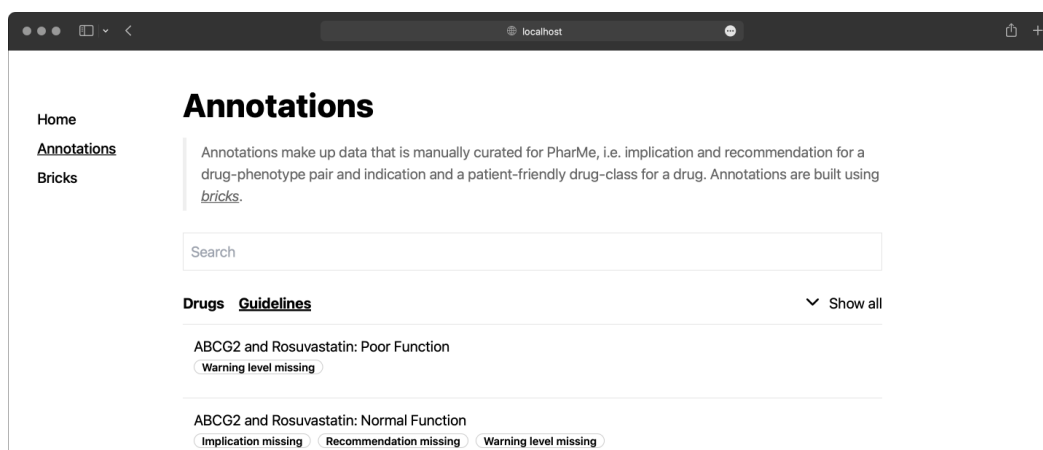 localhost
Home
Annotations
Bricks
Annotations
Annotations make up data that is manually curated for PharMe, i.e. implication and recommendation for a
drug-phenotype pair and indication and a patient-friendly drug-class for a drug. Annotations are built using
bricks.
Search
Drugs Guidelines Show all
ABCG2 and Rosuvastatin: Poor Function
Warning level missing
ABCG2 and Rosuvastatin: Normal Function
Implication missing Recommendation missing Warning level missing